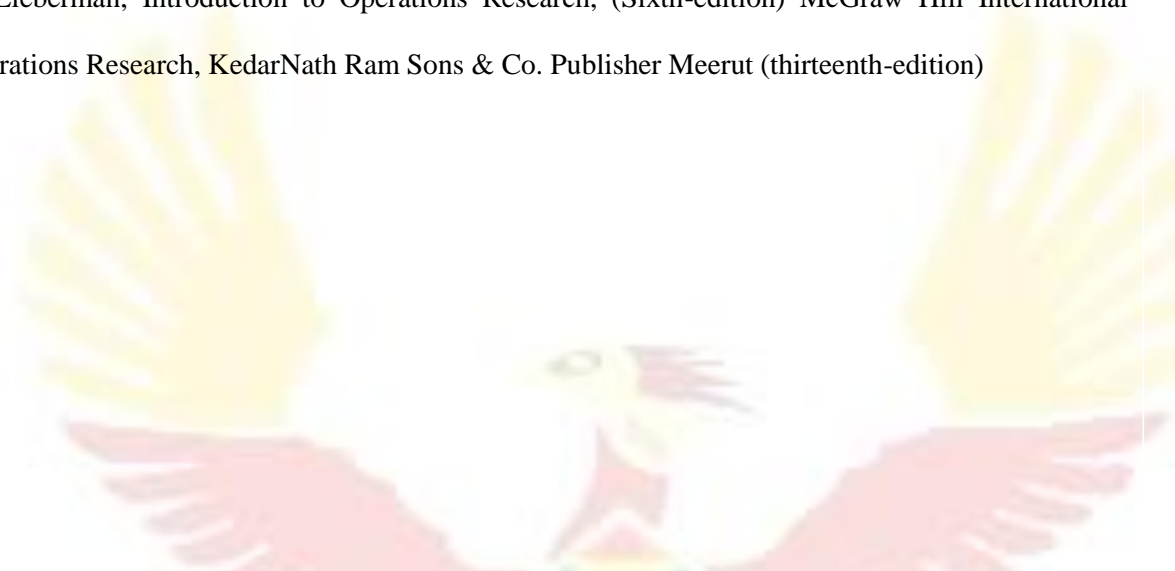 Lieberman, Introduction to Operations Research, (Sixth-edition) McGraw Hill International
rations Research, KedarNath Ram Sons & Co. Publisher Meerut (thirteenth-edition)